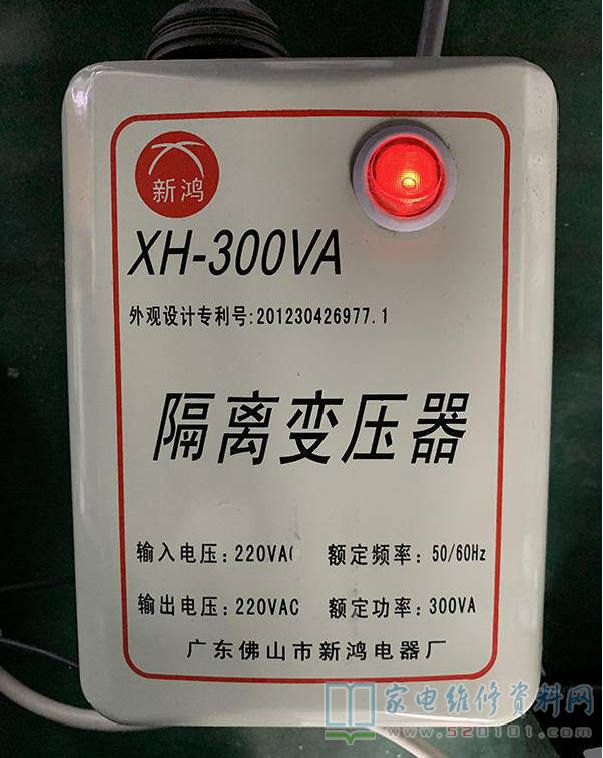 新鸿
XH-300VA
外观设计专利号:201230426977.1
隔离变压器
输入电压:220VAC 额定频率:50/60Hz
输出电压:220VAC 额定功率:300VA
广东佛山市新鸿电器厂
家电维修资料网
www.520101.com